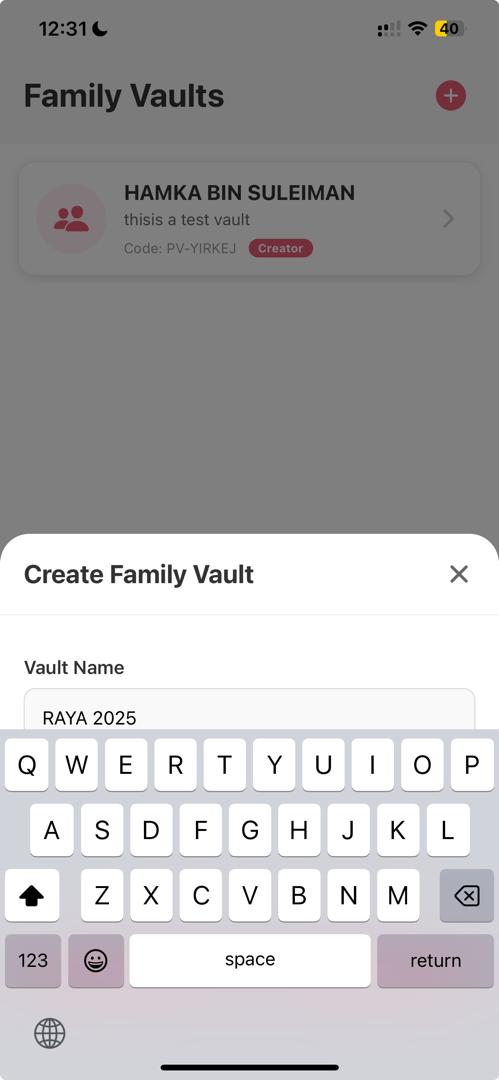 12:31
40
Family Vaults
HAMKA BIN SULEIMAN
thisis a test vault
Code: PV-YIRKEJ Creator
Create Family Vault
Vault Name
RAYA 2025
Q W E R T Y U I O P
A S D F G H J K L
Z X C V B N M
123 space return